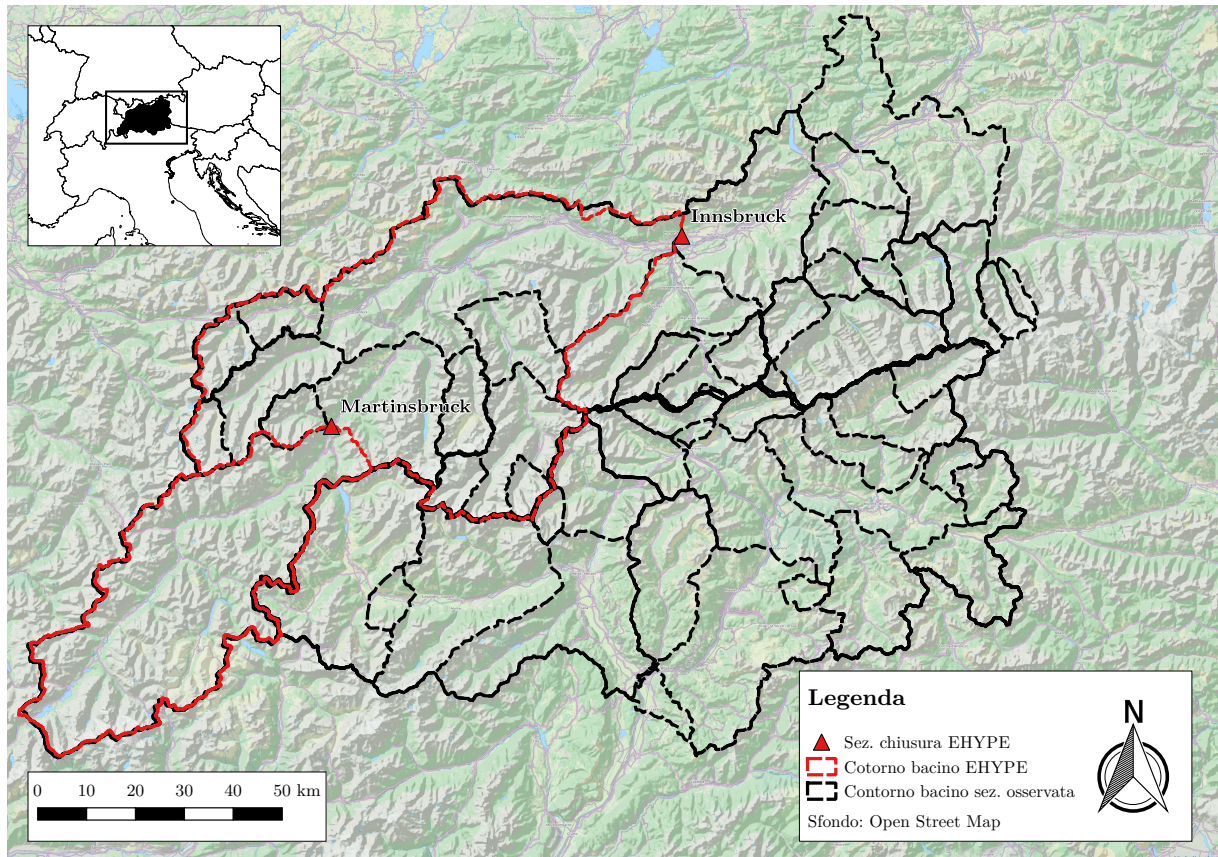 Innsbruck
Martinsbruck
Legenda
Sez. chiusura EHYPE
Cotorno bacino EHYPE
Contorno bacino sez. osservata
Sfondo: Open Street Map
N
0 10 20 30 40 50 km